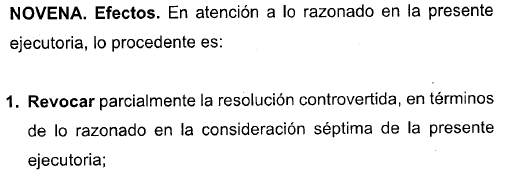 NOVENA. Efectos. En atención a lo razonado en la presente
ejecutoria, lo procedente es:
1. Revocar parcialmente la resolución controvertida, en términos
de lo razonado en la consideración séptima de la presente
ejecutoria;